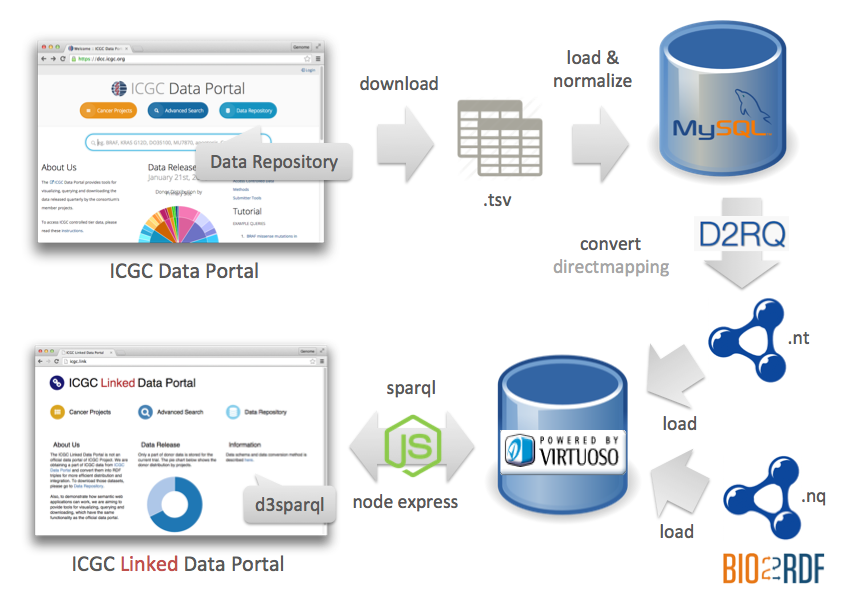 Welcome :: ICGC Data Port
Genome
https://dcc.icgc.org
Login
ICGC Data Portal
Cancer Projects
Advanced Search
Data Repository
BRAF, KRAS G12D, DO35100, MU7870,
Data Repository
About Us
The ICGC Data Portal provides tools for
visualizing, querying and downloading the
data released quarterly by the consortium's
member projects.
To access ICGC controlled tier data, please
read these instructions.
Data Release
January 21st,
Donor Distribution by
Primary Site
Methods
Submitter Tools
Tutorial
EXAMPLE QUERIES
1. BRAF missense mutations in
ICGC Data Portal
download
.tsv
load &
normalize
MySQL
convert
directmapping
D2RQ
.nt
load
.nq
load
BIO2RDF
POWERED BY
VIRTUOSO
sparql
JS
node express
ICGC Linked Data Portal
Genome
icgc.link
ICGC Linked Data Portal
Cancer Projects
Advanced Search
Data Repository
About Us
The ICGC Linked Data Portal is not an
official data portal of ICGC Project. We are
obtaining a part of ICGC data from ICGC
Data Portal and convert them into RDF
triples for more efficient distribution and
integration. To download those datasets,
please go to Data Repository.
Also, to demonstrate how semantic web
applications can work, we are aiming to
provide tools for visualizing, querying and
downloading, which have the same
functionality as the official data portal.
Data Release
Only a part of donor data is stored for the
current trial. The pie chart below shows the
donor distribution by projects.
Information
Data schema and data conversion method is
described here.
d3sparql
ICGC Linked Data Portal